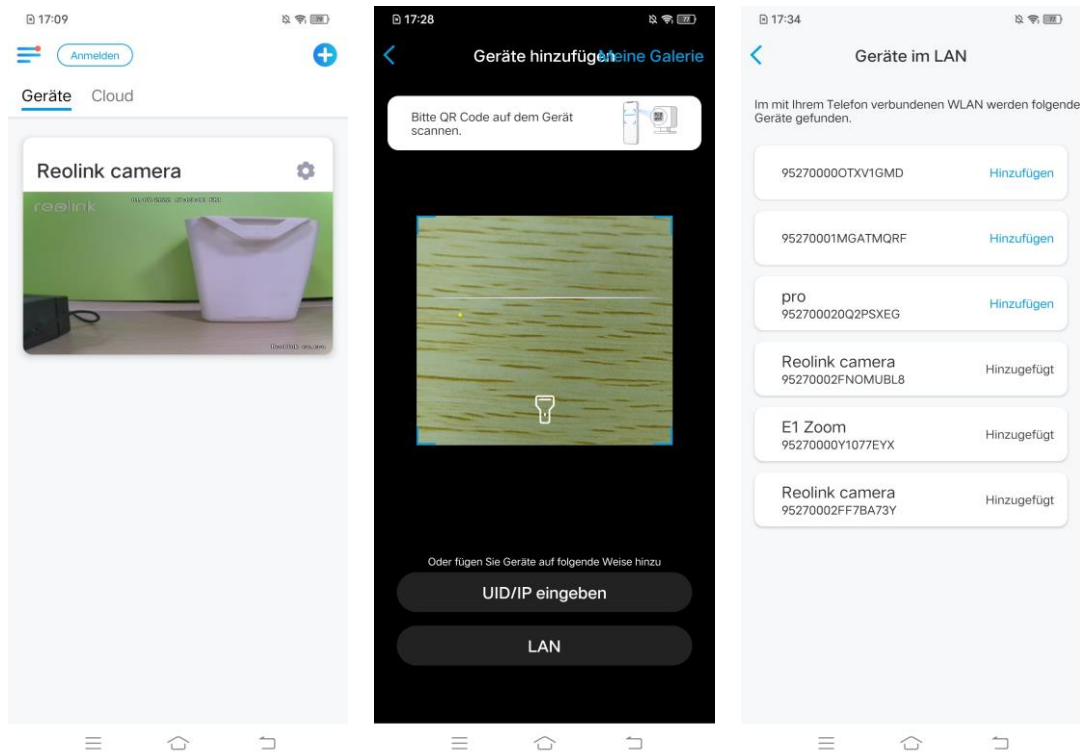 17:09
Anmelden
Geräte Cloud
Reolink camera
reolink
Reolink camera
17:28
Geräte hinzufügen Meine Galerie
Bitte QR Code auf dem Gerät
scannen.
Oder fügen Sie Geräte auf folgende Weise hinzu
UID/IP eingeben
LAN
17:34
Geräte im LAN
Im mit Ihrem Telefon verbundenen WLAN werden folgende
Geräte gefunden.
95270000OTXV1GMD Hinzufügen
95270001MGATMQRF Hinzufügen
pro
952700020Q2PSXEG Hinzufügen
Reolink camera
95270002FNOMUBL8 Hinzugefügt
E1 Zoom
95270000Y1077EYX Hinzugefügt
Reolink camera
95270002FF7BA73Y Hinzugefügt